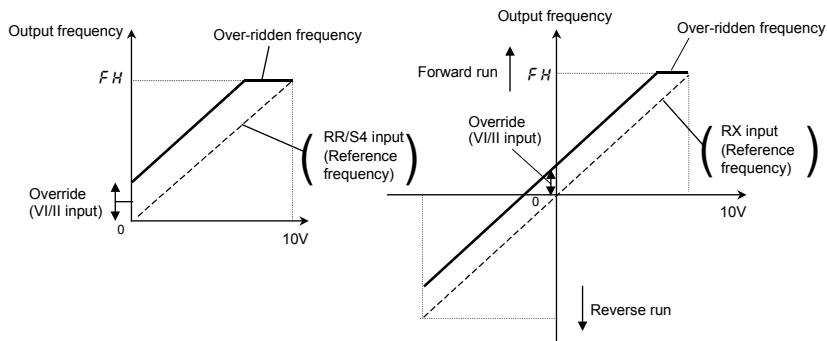 Output frequency
Over-ridden frequency
FH
RR/S4 input
(Reference
frequency)
Override
(VI/II input)
0
10V
Output frequency
Over-ridden frequency
Forward run
FH
Override
(VI/II input)
RX input
(Reference
frequency)
0
10V
Reverse run